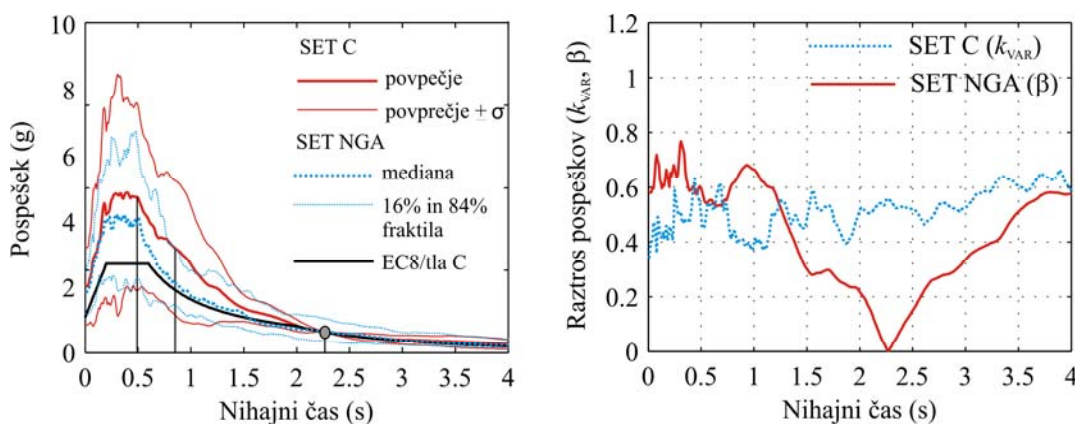 10
8
6
4
2
0
Pospešek (g)
0 0.5 1 1.5 2 2.5 3 3.5 4
Nihajni čas (s)
SET C
povpečje
povprečje ± σ
SET NGA
mediana
16% in 84%
fraktila
EC8/tla C
1.2
1
0.8
0.6
0.4
0.2
0
Raztros pospeškov (kVAR, β)
0 0.5 1 1.5 2 2.5 3 3.5 4
Nihajni čas (s)
SET C (kVAR)
SET NGA (β)